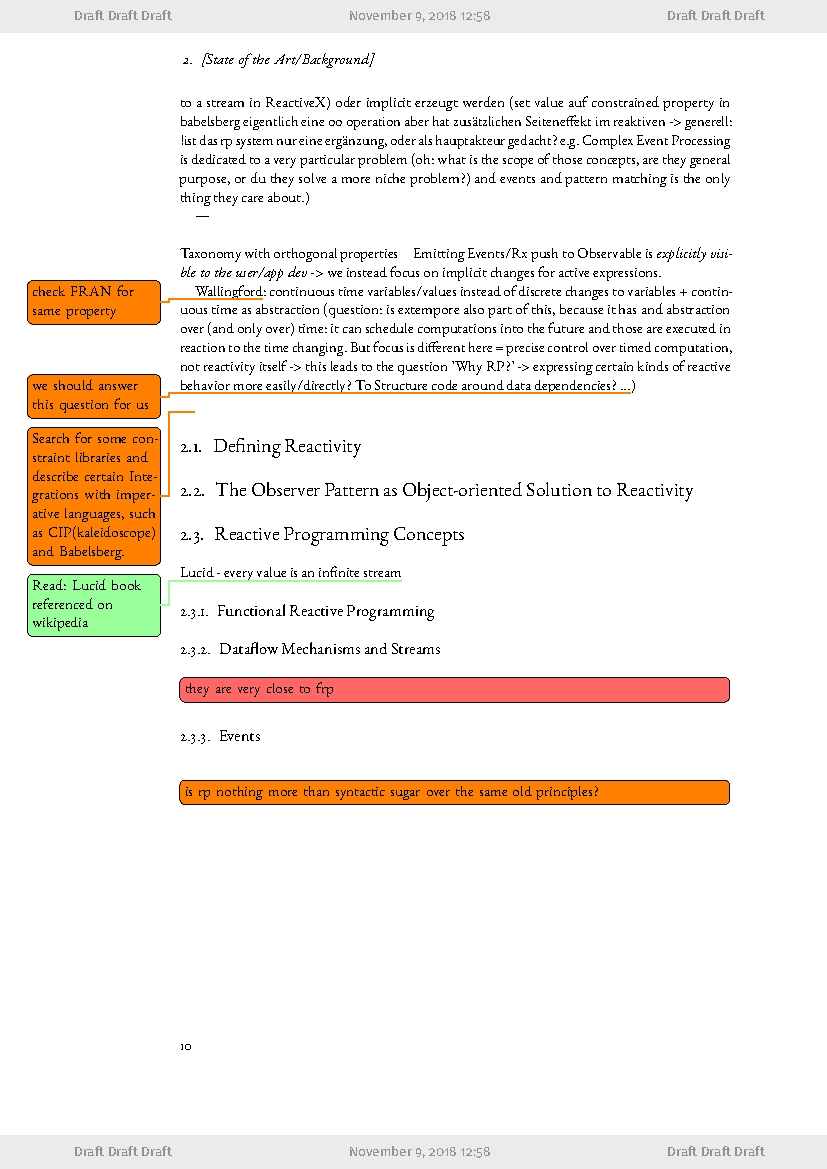 Draft Draft Draft November 9, 2018 12:58 Draft Draft Draft
2. [State of the Art/Background]
to a stream in ReactiveX) oder implicit erzeugt werden (set value auf constrained property in
babelsberg eigentlich eine oo operation aber hat zusätzlichen Seiteneffekt im reaktiven -> generell:
!ist das rp system nur eine ergänzung, oder als hauptakteur gedacht? e.g. Complex Event Processing
is dedicated to a very particular problem (oh: what is the scope of those concepts, are they general
purpose, or du they solve a more niche problem?) and events and pattern matching is the only
thing they care about.)
—
Taxonomy with orthogonal properties Emitting Events/Rx push to Observable is explicitly visi-
ble to the user/app dev -> we instead focus on implicit changes for active expressions.
check FRAN for
same property
Wallingford: continuous time variables/values instead of discrete changes to variables + contin-
uous time as abstraction (question: is extempore also part of this, because it has and abstraction
over (and only over) time: it can schedule computations into the future and those are executed in
reaction to the time changing. But focus is different here = precise control over timed computation,
not reactivity itself -> this leads to the question "Why RP?" -> expressing certain kinds of reactive
behavior more easily/directly? To Structure code around data dependencies? ...)
we should answer
this question for us
Search for some con-
straint libraries and
describe certain Inte-
grations with imper-
ative languages, such
as CIP(kaleidoscope)
and Babelsberg.
2.1. Defining Reactivity
2.2. The Observer Pattern as Object-oriented Solution to Reactivity
2.3. Reactive Programming Concepts
Lucid - every value is an infinite stream
Read: Lucid book
referenced on
wikipedia
2.3.1. Functional Reactive Programming
2.3.2. Dataflow Mechanisms and Streams
they are very close to frp
2.3.3. Events
is rp nothing more than syntactic sugar over the same old principles?
10
Draft Draft Draft November 9, 2018 12:58 Draft Draft Draft